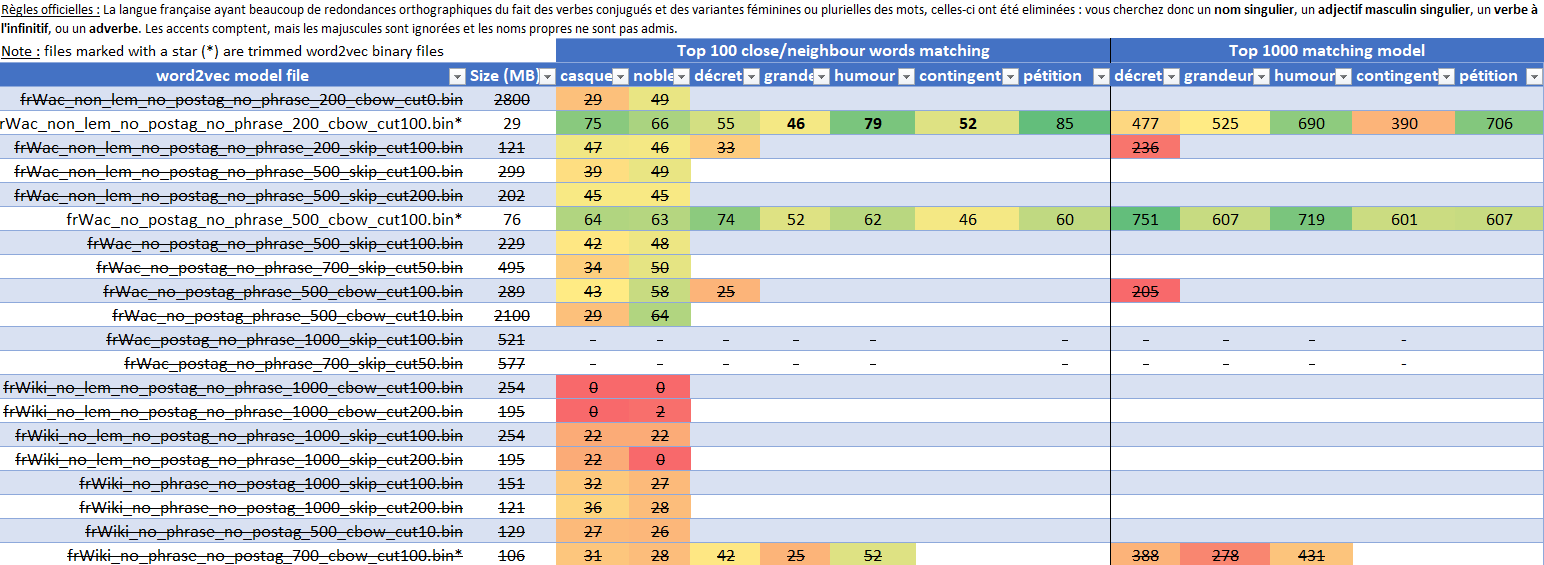 Règles officielles : La langue française ayant beaucoup de redondances orthographiques du fait des verbes conjugués et des variantes féminines ou plurielles des mots, celles-ci ont été eliminées : vous cherchez donc un nom singulier, un adjectif masculin singulier, un verbe à
l'infinitif, ou un adverbe. Les accents comptent, mais les majuscules sont ignorées et les noms propres ne sont pas admis.
Note : files marked with a star (*) are trimmed word2vec binary files Top 100 close/neighbour words matching Top 1000 matching model
word2vec model file Size (MB) casque noble décret grande humour contingent pétition décret grandeur humour contingent pétition
frWac_non_lem_no_postag_no_phrase_200_cbow_cut0.bin 2800 29 49
rWac_non_lem_no_postag_no_phrase_200_cbow_cut100.bin* 29 75 66 55 46 79 52 85 477 525 690 390 706
frWac_non_lem_no_postag_no_phrase_200_skip_cut100.bin 121 47 46 33 236
frWac_non_lem_no_postag_no_phrase_500_skip_cut100.bin 299 39 49
frWac_non_lem_no_postag_no_phrase_500_skip_cut200.bin 202 45 45
frWac_no_postag_no_phrase_500_cbow_cut100.bin* 76 64 63 74 52 62 46 60 751 607 719 601 607
frWac_no_postag_no_phrase_500_skip_cut100.bin 229 42 48
frWac_no_postag_no_phrase_700_skip_cut50.bin 495 34 50
frWac_no_postag_no_phrase_500_cbow_cut100.bin 289 43 58 25 205
frWac_no_postag_no_phrase_500_cbow_cut10.bin 2100 29 64
frWac_postag_no_phrase_1000_skip_cut100.bin 521 - - - - - - - - - -
frWac_postag_no_phrase_700_skip_cut50.bin 577 - - - - - - - - - -
frWiki_no_lem_no_postag_no_phrase_1000_cbow_cut100.bin 254 0 0
frWiki_no_lem_no_postag_no_phrase_1000_cbow_cut200.bin 195 0 2
frWiki_no_lem_no_postag_no_phrase_1000_skip_cut100.bin 254 22 22
frWiki_no_lem_no_postag_no_phrase_1000_skip_cut200.bin 195 22 0
frWiki_no_phrase_no_postag_1000_skip_cut100.bin 151 32 27
frWiki_no_phrase_no_postag_1000_skip_cut200.bin 121 36 28
frWiki_no_phrase_no_postag_500_cbow_cut10.bin 129 27 26
frWiki_no_phrase_no_postag_700_cbow_cut100.bin* 106 31 28 42 25 52 388 278 431